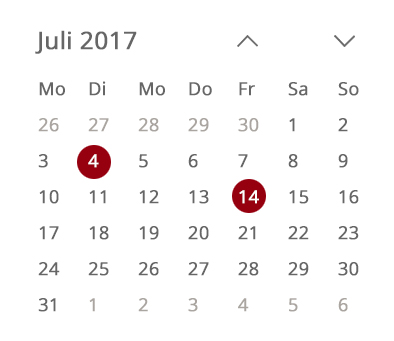 Juli 2017
Mo Di Mo Do Fr Sa So
26 27 28 29 30 1 2
3 4 5 6 7 8 9
10 11 12 13 14 15 16
17 18 19 20 21 22 23
24 25 26 27 28 29 30
31 1 2 3 4 5 6